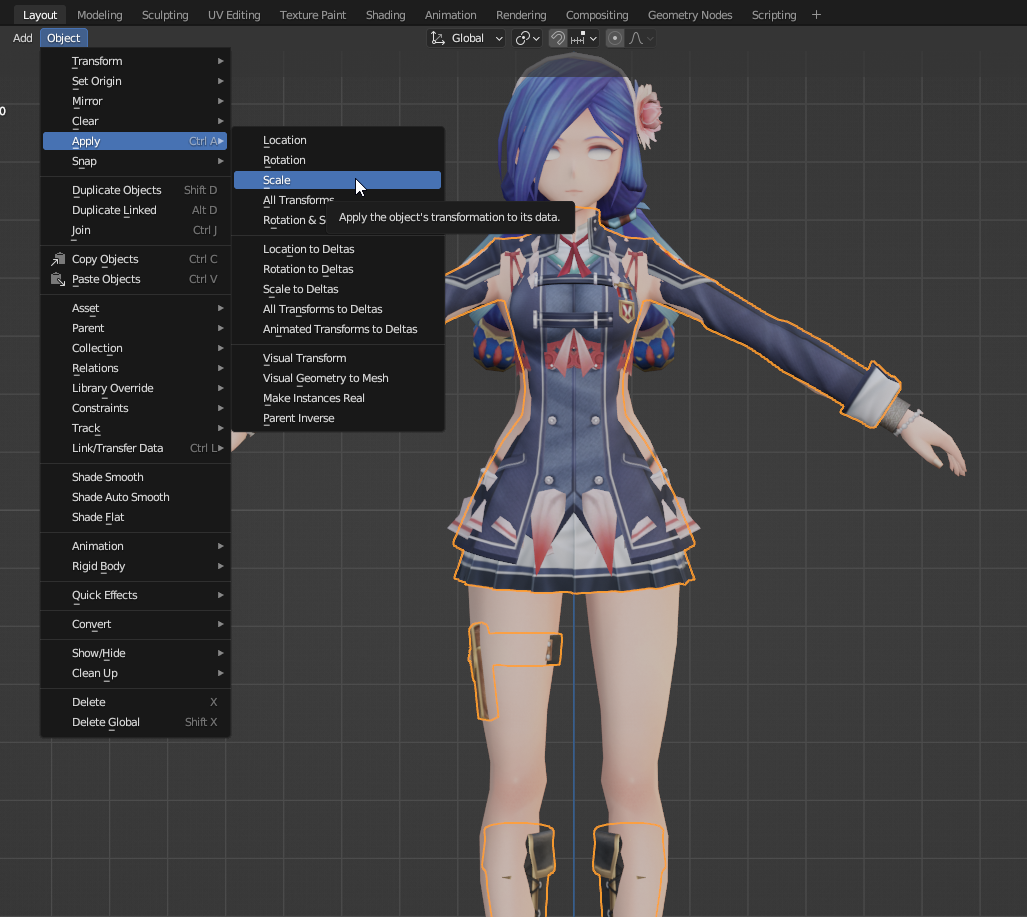 Layout Modeling Sculpting UV Editing Texture Paint Shading Animation Rendering Compositing Geometry Nodes Scripting +
Add Object Global
0
Transform
Set Origin
Mirror
Clear
Apply Ctrl A
Snap
Duplicate Objects Shift D
Duplicate Linked Alt D
Join Ctrl J
Copy Objects Ctrl C
Paste Objects Ctrl V
Asset
Parent
Collection
Relations
Library Override
Constraints
Track
Link/Transfer Data Ctrl L
Shade Smooth
Shade Auto Smooth
Shade Flat
Animation
Rigid Body
Quick Effects
Convert
Show/Hide
Clean Up
Delete X
Delete Global Shift X
Location
Rotation
Scale
All Transforms
Rotation & S
Apply the object's transformation to its data.
Location to Deltas
Rotation to Deltas
Scale to Deltas
All Transforms to Deltas
Animated Transforms to Deltas
Visual Transform
Visual Geometry to Mesh
Make Instances Real
Parent Inverse